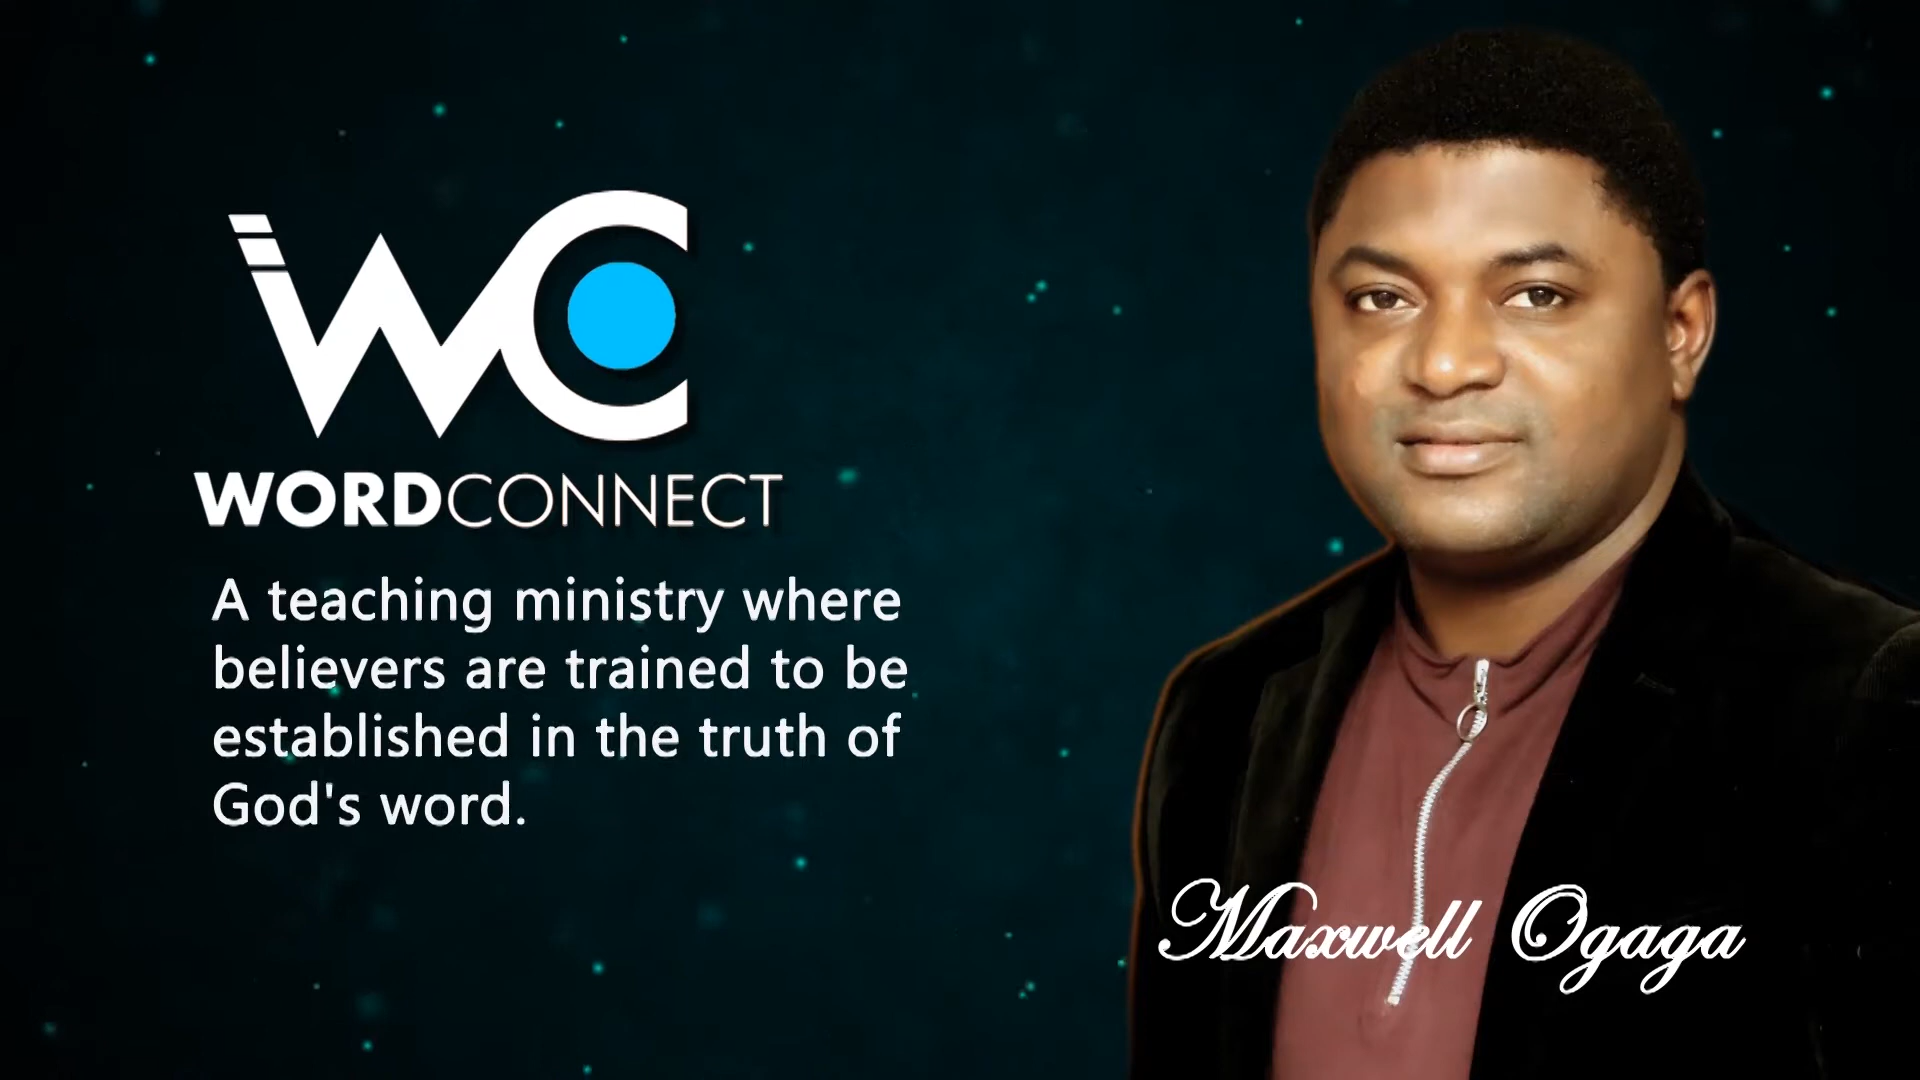 WC
WORDCONNECT
A teaching ministry where
believers are trained to be
established in the truth of
God's word.
Maxwell Ogaga